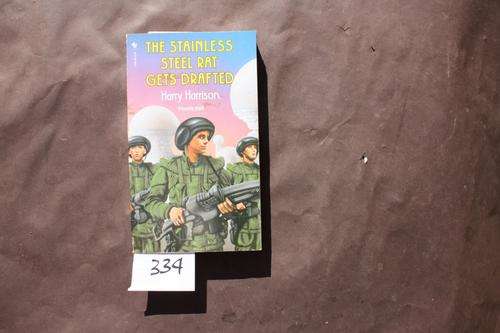 THE STAINLESS
STEEL RAT
GETS DRAFTED
Harry Harrison
334